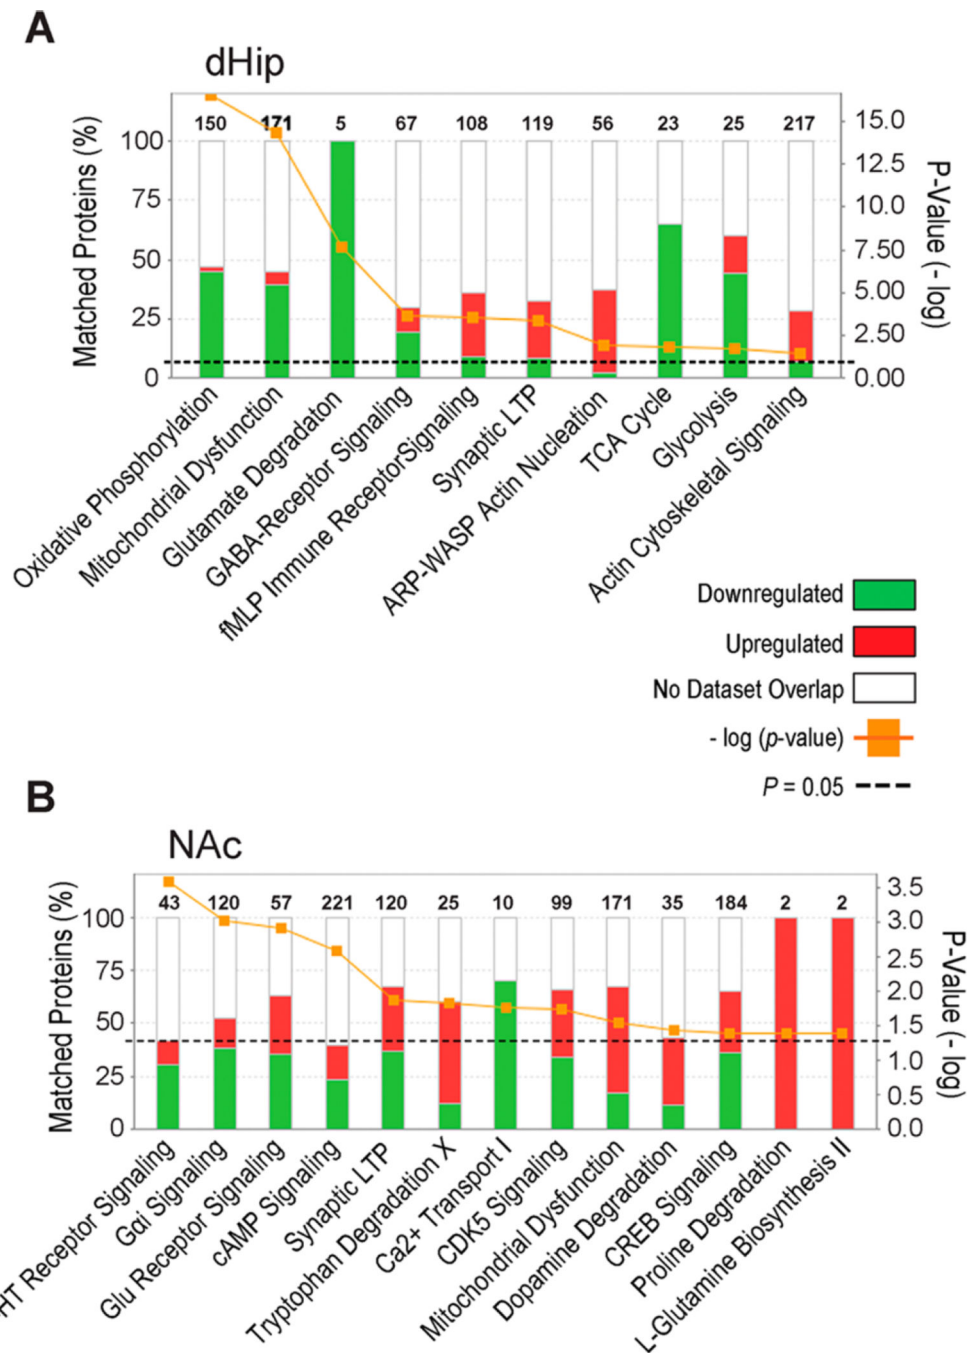 A
dHip
Matched Proteins (%)
100
75
50
25
0
150 171 5 67 108 119 56 23 25 217
15.0
12.5
10.0
7.50
5.00
2.50
0.00
P-Value (- log)
Oxidative Phosphorylation
Mitochondrial Dysfunction
Glutamate Degradaton
GABA-Receptor Signaling
fMLP Immune ReceptorSignaling
Synaptic LTP
ARP-WASP Actin Nucleation
TCA Cycle
Glycolysis
Actin Cytoskeletal Signaling
Downregulated
Upregulated
No Dataset Overlap
- log (p-value)
P = 0.05
B
NAc
Matched Proteins (%)
100
75
50
25
0
43 120 57 221 120 25 10 99 171 35 184 2 2
3.5
3.0
2.5
2.0
1.5
1.0
0.5
0.0
P-Value (- log)
HT Receptor Signaling
Gαi Signaling
Glu Receptor Signaling
cAMP Signaling
Synaptic LTP
Tryptophan Degradation X
Ca2+ Transport I
CDK5 Signaling
Mitochondrial Dysfunction
Dopamine Degradation
CREB Signaling
Proline Degradation
L-Glutamine Biosynthesis II